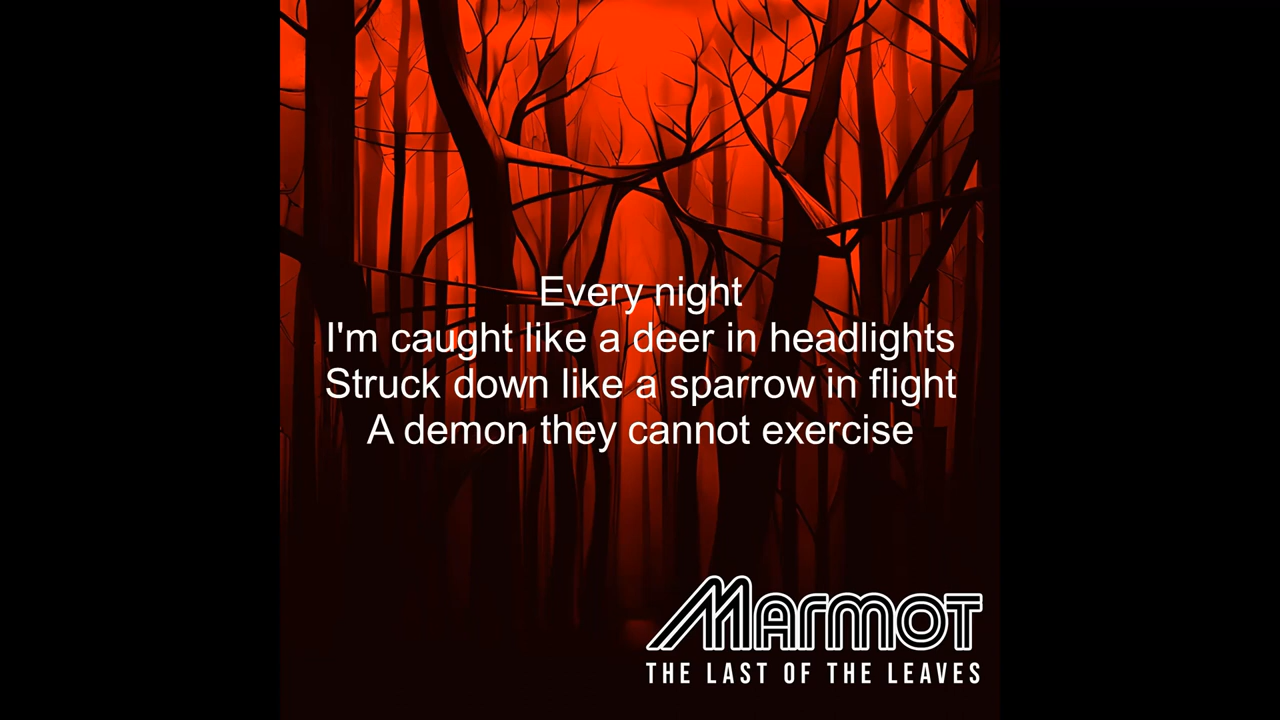 Every night
I'm caught like a deer in headlights
Struck down like a sparrow in flight
A demon they cannot exercise
MARMOT
THE LAST OF THE LEAVES